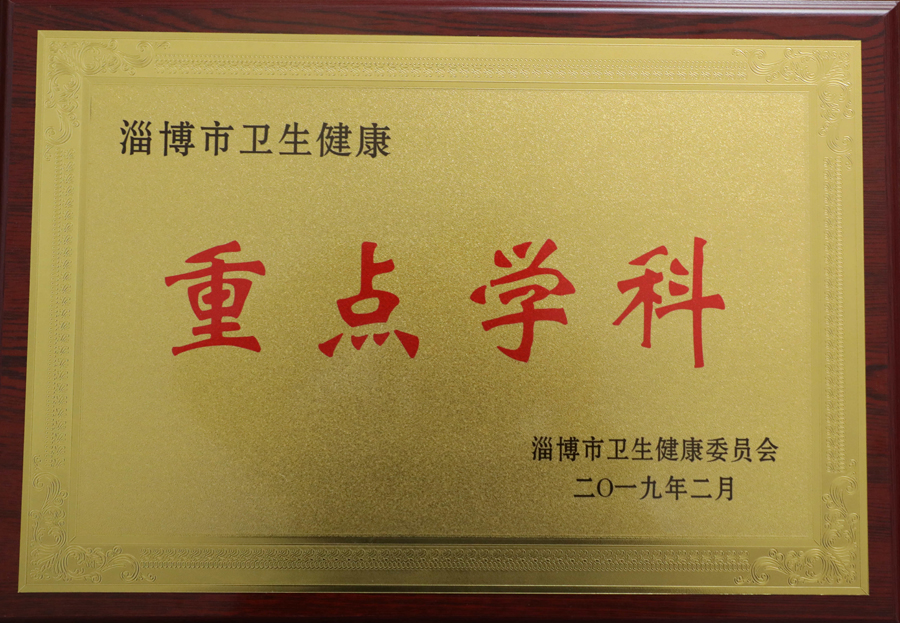 淄博市卫生健康
重点学科
淄博市卫生健康委员会
二〇一九年二月